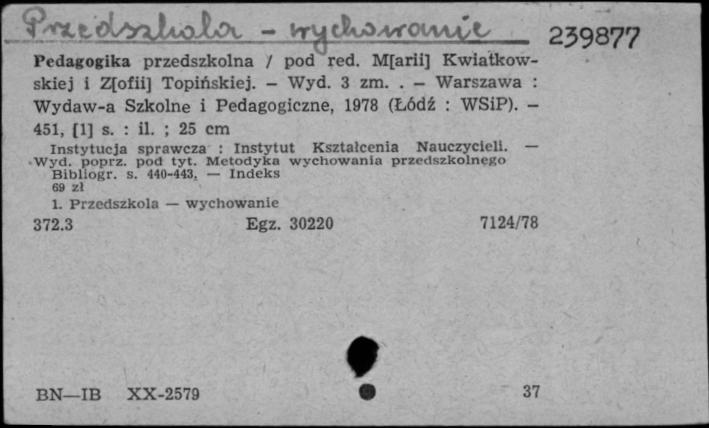 Przedszkola - wychowanie
239877
Pedagogika przedszkolna / pod red. M[arii] Kwiatkow-
skiej i Z[ofii] Topińskiej. — Wyd. 3 zm. . — Warszawa :
Wydaw-a Szkolne i Pedagogiczne, 1978 (Łódź : WSiP). —
451, [1] s. : il. ; 25 cm
Instytucja sprawcza : Instytut Kształcenia Nauczycieli. —
Wyd. poprz. pod tyt. Metodyka wychowania przedszkolnego
Bibliogr. s. 440-443. — Indeks
69 zł
1. Przedszkola — wychowanie
372.3 Egz. 30220 7124/78
BN—IB XX-2579 37